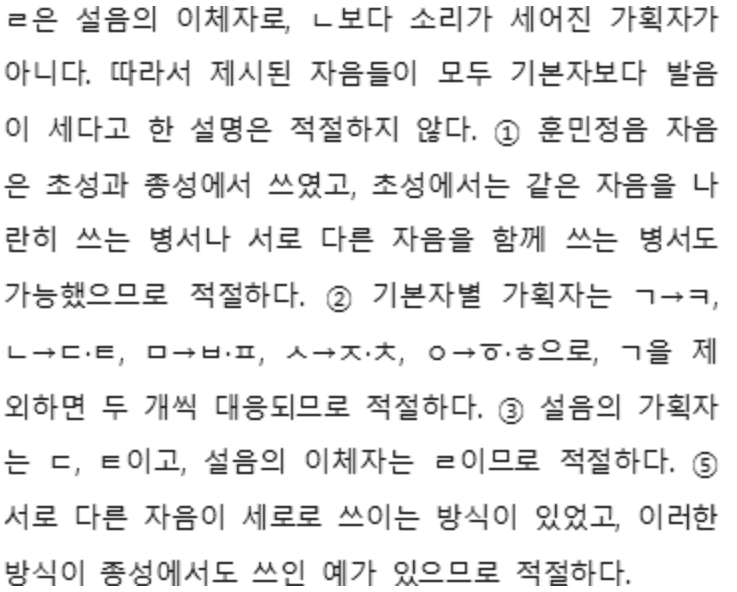 ㄹ은 설음의 이체자로, ㄴ보다 소리가 세어진 가획자가
아니다. 따라서 제시된 자음들이 모두 기본자보다 발음
이 세다고 한 설명은 적절하지 않다. ① 훈민정음 자음
은 초성과 종성에서 쓰였고, 초성에서는 같은 자음을 나
란히 쓰는 병서나 서로 다른 자음을 함께 쓰는 병서도
가능했으므로 적절하다. ② 기본자별 가획자는 ㄱ→ㅋ,
ㄴ→ㄷ·ㅌ, ㅁ→ㅂ·ㅍ, ㅅ→ㅈ·ㅊ, ㅇ→ㆆ·ㅎ으로, ㄱ을 제
외하면 두 개씩 대응되므로 적절하다. ③ 설음의 가획자
는 ㄷ, ㅌ이고, 설음의 이체자는 ㄹ이므로 적절하다. ⑤
서로 다른 자음이 세로로 쓰이는 방식이 있었고, 이러한
방식이 종성에서도 쓰인 예가 있으므로 적절하다.